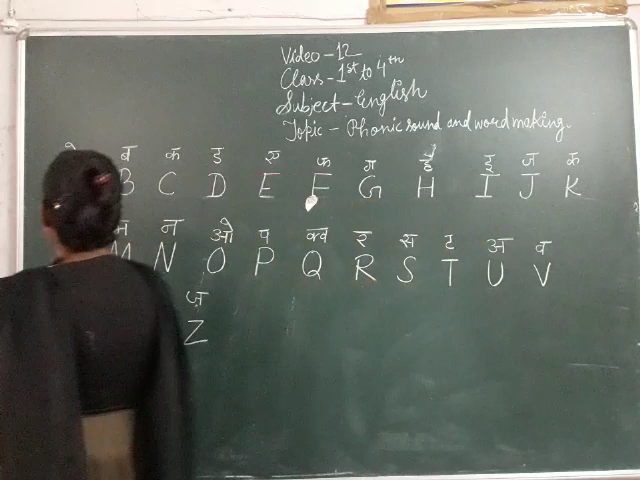 Video - 12
Class - 1st to 4th
Subject - English
Topic - Phonic sound and word making.
ब क ड ए फ ग है इ ज क
B C D E F G H I J K
म न ओ प क्व र स ट अ व
M N O P Q R S T U V
ज़
Z